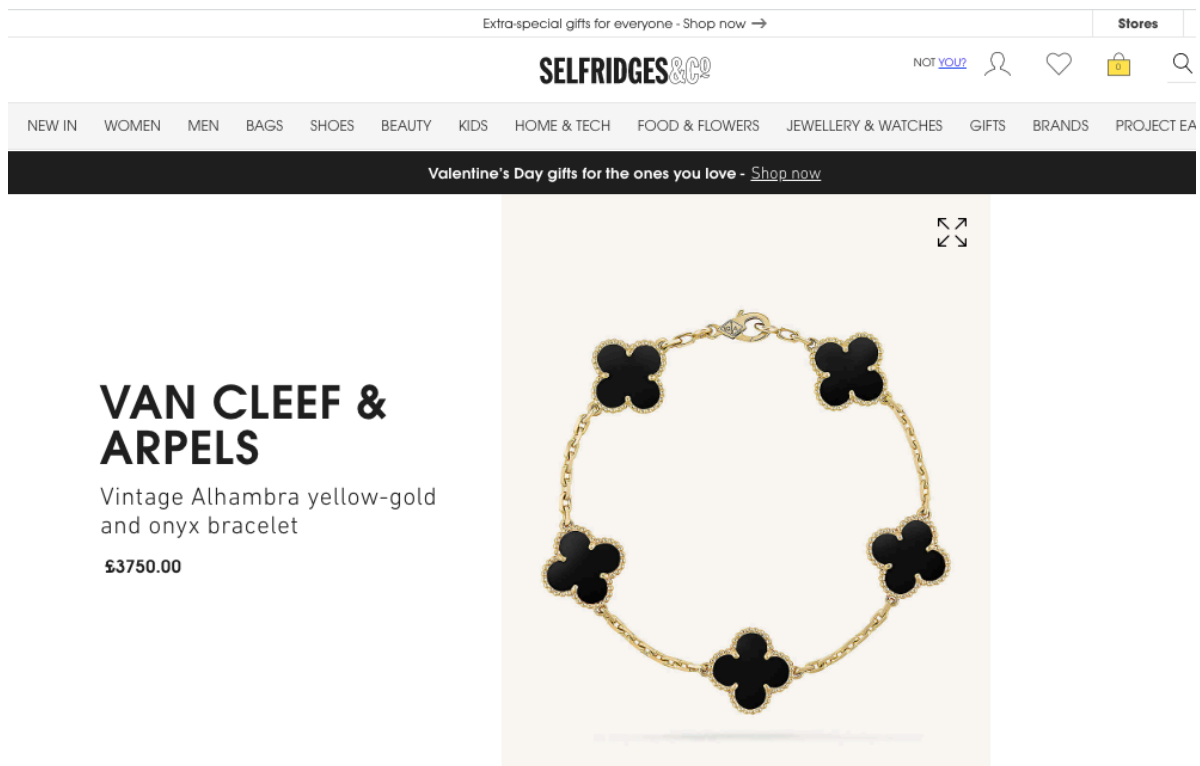 Extra-special gifts for everyone - Shop now →
Stores
SELFRIDGES&Cº
NOT YOU?
0
NEW IN WOMEN MEN BAGS SHOES BEAUTY KIDS HOME & TECH FOOD & FLOWERS JEWELLERY & WATCHES GIFTS BRANDS PROJECT EA
Valentine's Day gifts for the ones you love - Shop now
VAN CLEEF &
ARPELS
Vintage Alhambra yellow-gold
and onyx bracelet
£3750.00